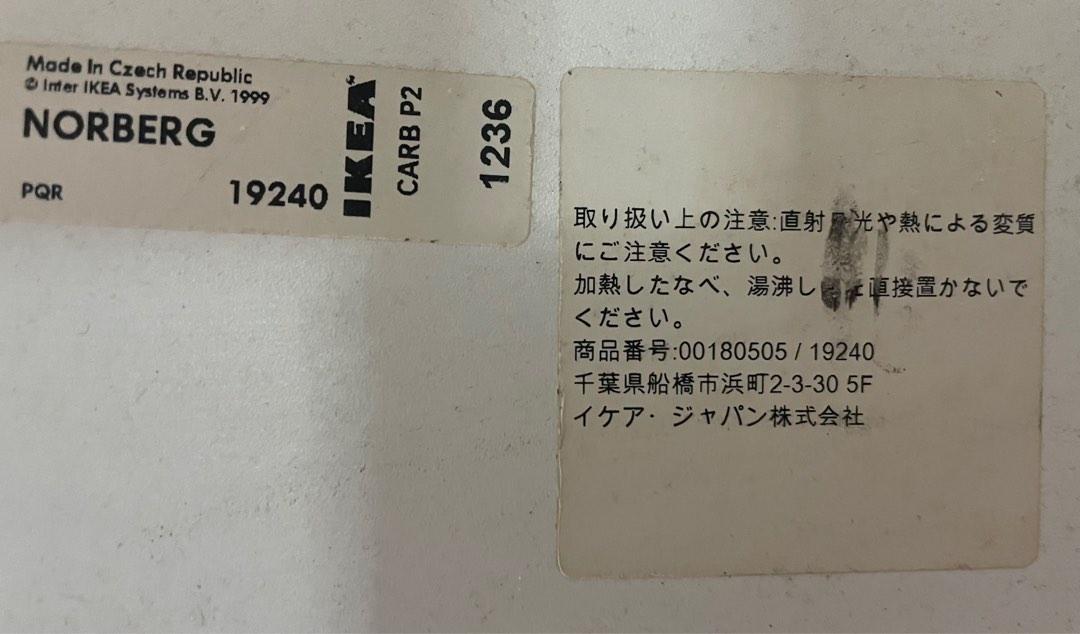 Made In Czech Republic
© Inter IKEA Systems B.V. 1999
NORBERG
PQR 19240
IKEA
CARB P2
1236
取り扱い上の注意:直射 光や熱による変質
にご注意ください。
加熱したなべ、湯沸し 直接置かないで
ください。
商品番号:00180505 / 19240
千葉県船橋市浜町2-3-30 5F
イケア・ジャパン株式会社